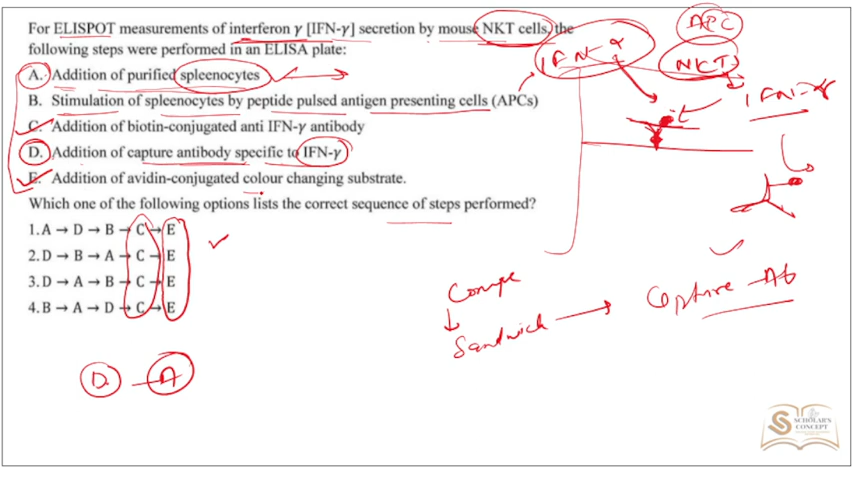 For ELISPOT measurements of interferon γ [IFN-γ] secretion by mouse NKT cells, the
following steps were performed in an ELISA plate:
A. Addition of purified spleenocytes
B. Stimulation of spleenocytes by peptide pulsed antigen presenting cells (APCs)
C. Addition of biotin-conjugated anti IFN-γ antibody
D. Addition of capture antibody specific to IFN-γ
E. Addition of avidin-conjugated colour changing substrate.
Which one of the following options lists the correct sequence of steps performed?
1. A → D → B → C → E
2. D → B → A → C → E
3. D → A → B → C → E
4. B → A → D → C → E
D → A
IFN-γ
APC
NKT
IFN-γ
Sandwich → Capture Ab
SCHOLAR'S
CONCEPT